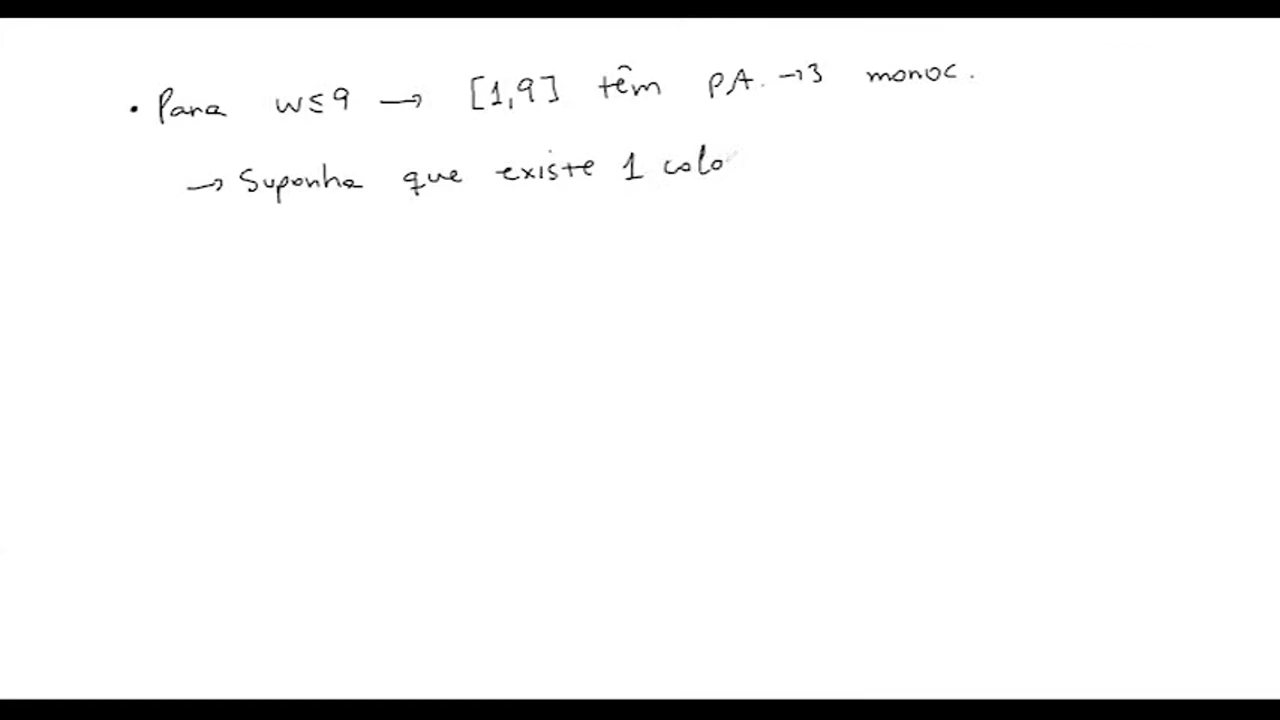 • Para w≤9 → [1,9] têm PA. →3 monoc.
→ Suponha que existe 1 colo